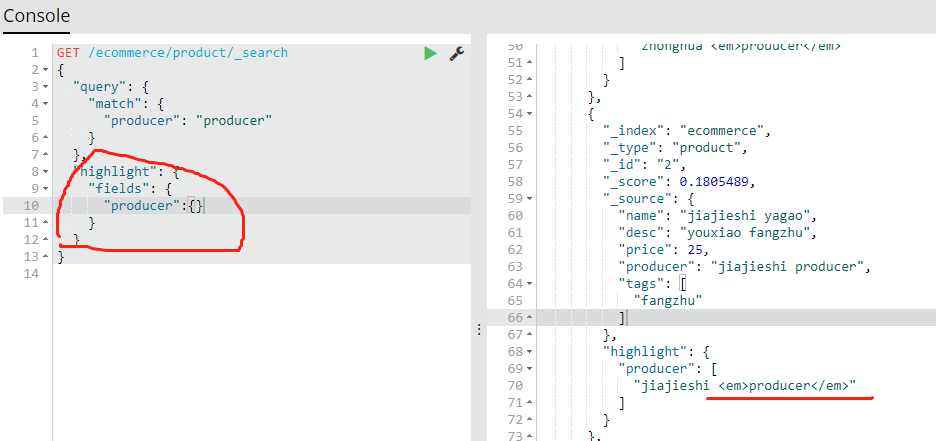 Console
1 GET /ecommerce/product/_search
2 {
3 "query": {
4 "match": {
5 "producer": "producer"
6 }
7 },
8 "highlight": {
9 "fields": {
10 "producer":{}
11 }
12 }
13 }
14
50 zhonghua <em>producer</em>
51 ]
52 }
53 },
54 {
55 "_index": "ecommerce",
56 "_type": "product",
57 "_id": "2",
58 "_score": 0.1805489,
59 "_source": {
60 "name": "jiajieshi yagao",
61 "desc": "youxiao fangzhu",
62 "price": 25,
63 "producer": "jiajieshi producer",
64 "tags": [
65 "fangzhu"
66 ]
67 },
68 "highlight": {
69 "producer": [
70 "jiajieshi <em>producer</em>"
71 ]
72 }
73 },